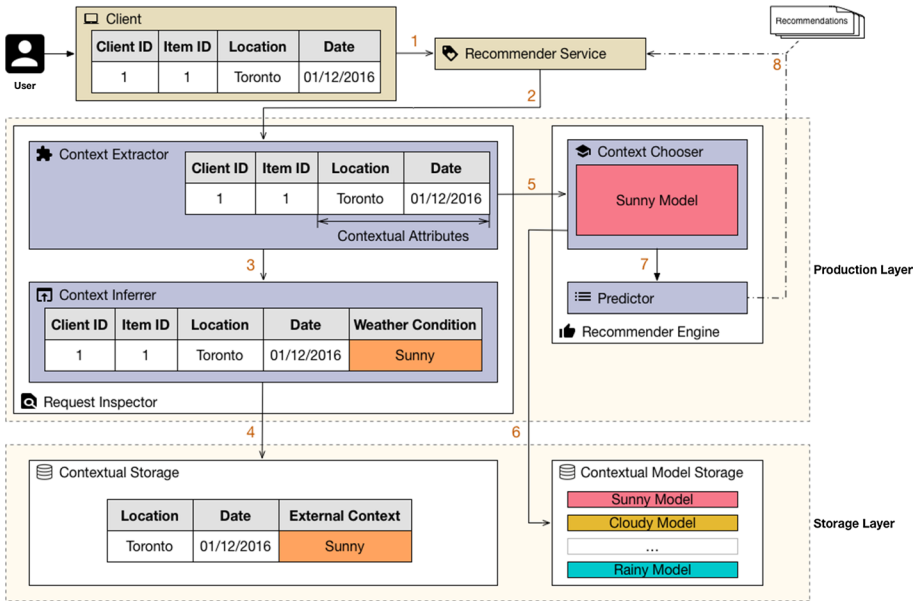 Client
Client ID Item ID Location Date
1 1 Toronto 01/12/2016
User
1
Recommender Service
Recommendations
8
2
Context Extractor
Client ID Item ID Location Date
1 1 Toronto 01/12/2016
Contextual Attributes
5
Context Chooser
Sunny Model
3
7
Production Layer
Context Inferrer
Client ID Item ID Location Date Weather Condition
1 1 Toronto 01/12/2016 Sunny
Predictor
Recommender Engine
Request Inspector
4
6
Contextual Storage
Location Date External Context
Toronto 01/12/2016 Sunny
Contextual Model Storage
Sunny Model
Cloudy Model
...
Rainy Model
Storage Layer